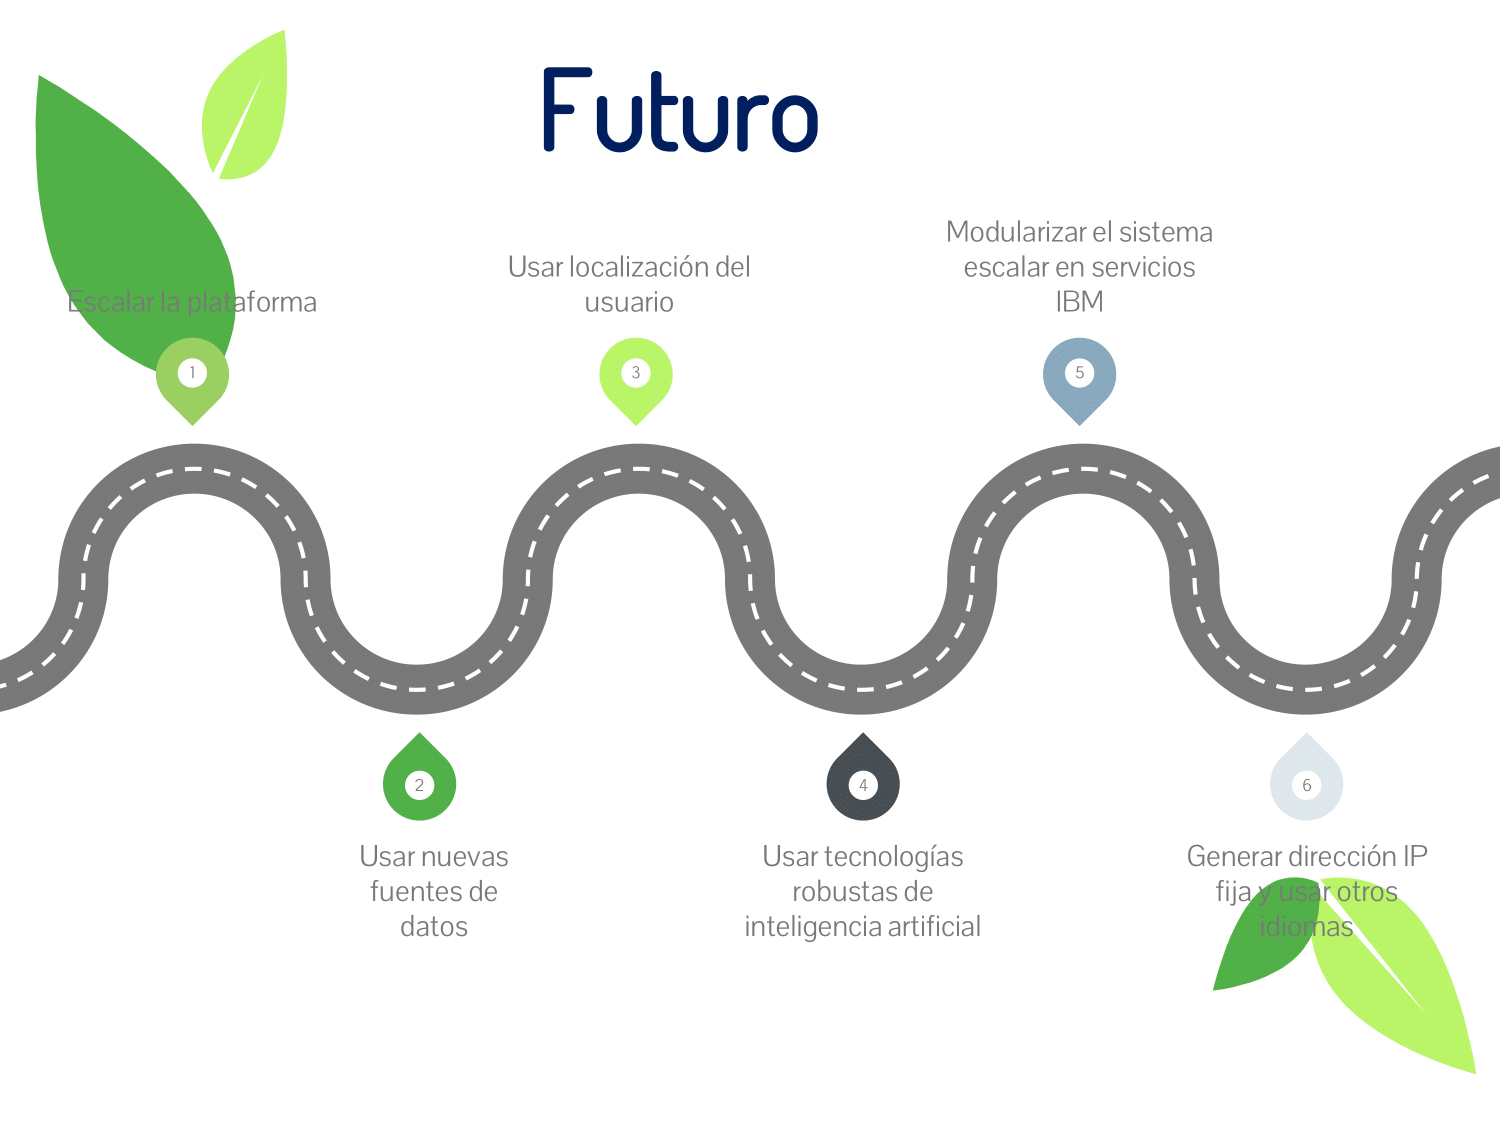 Futuro
Escalar la plataforma
1
Usar nuevas
fuentes de
datos
2
Usar localización del
usuario
3
Usar tecnologías
robustas de
inteligencia artificial
4
Modularizar el sistema
escalar en servicios
IBM
5
Generar dirección IP
fija y usar otros
idiomas
6